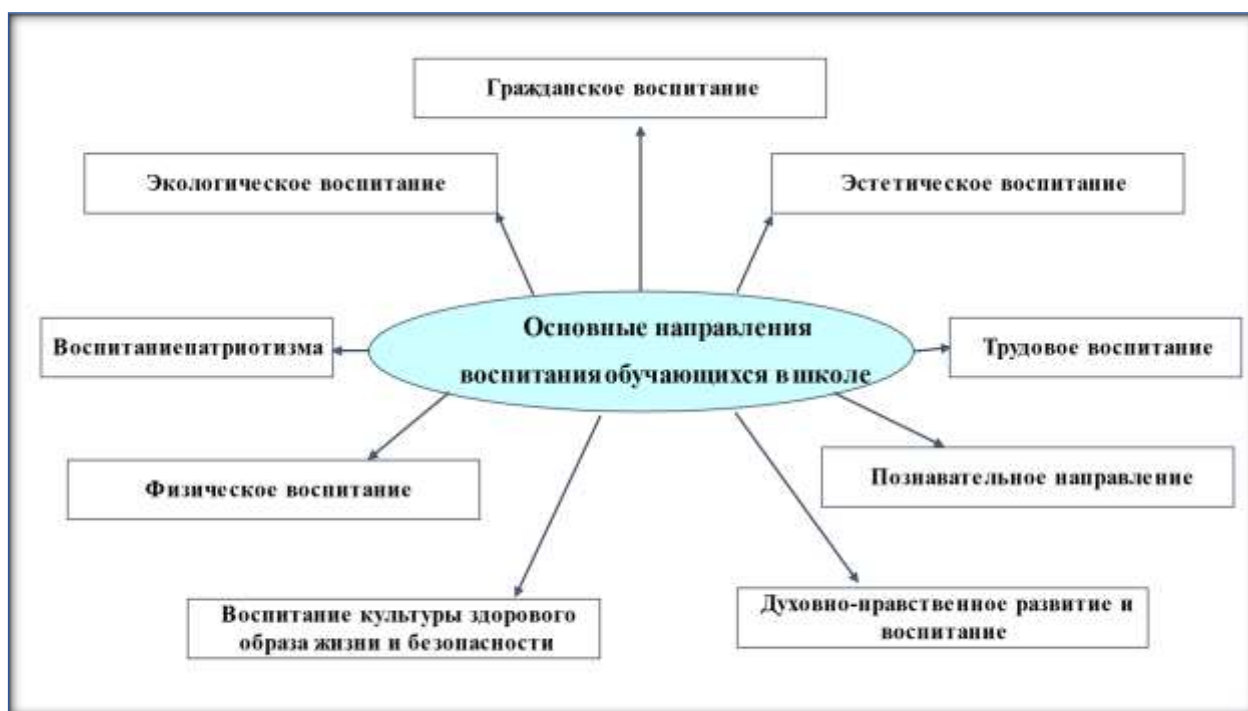 Гражданское воспитание
Экологическое воспитание
Эстетическое воспитание
Основные направления
воспитания обучающихся в школе
Воспитаниепатриотизма
Трудовое воспитание
Физическое воспитание
Познавательное направление
Воспитание культуры здорового
образа жизни и безопасности
Духовно-нравственное развитие и
воспитание